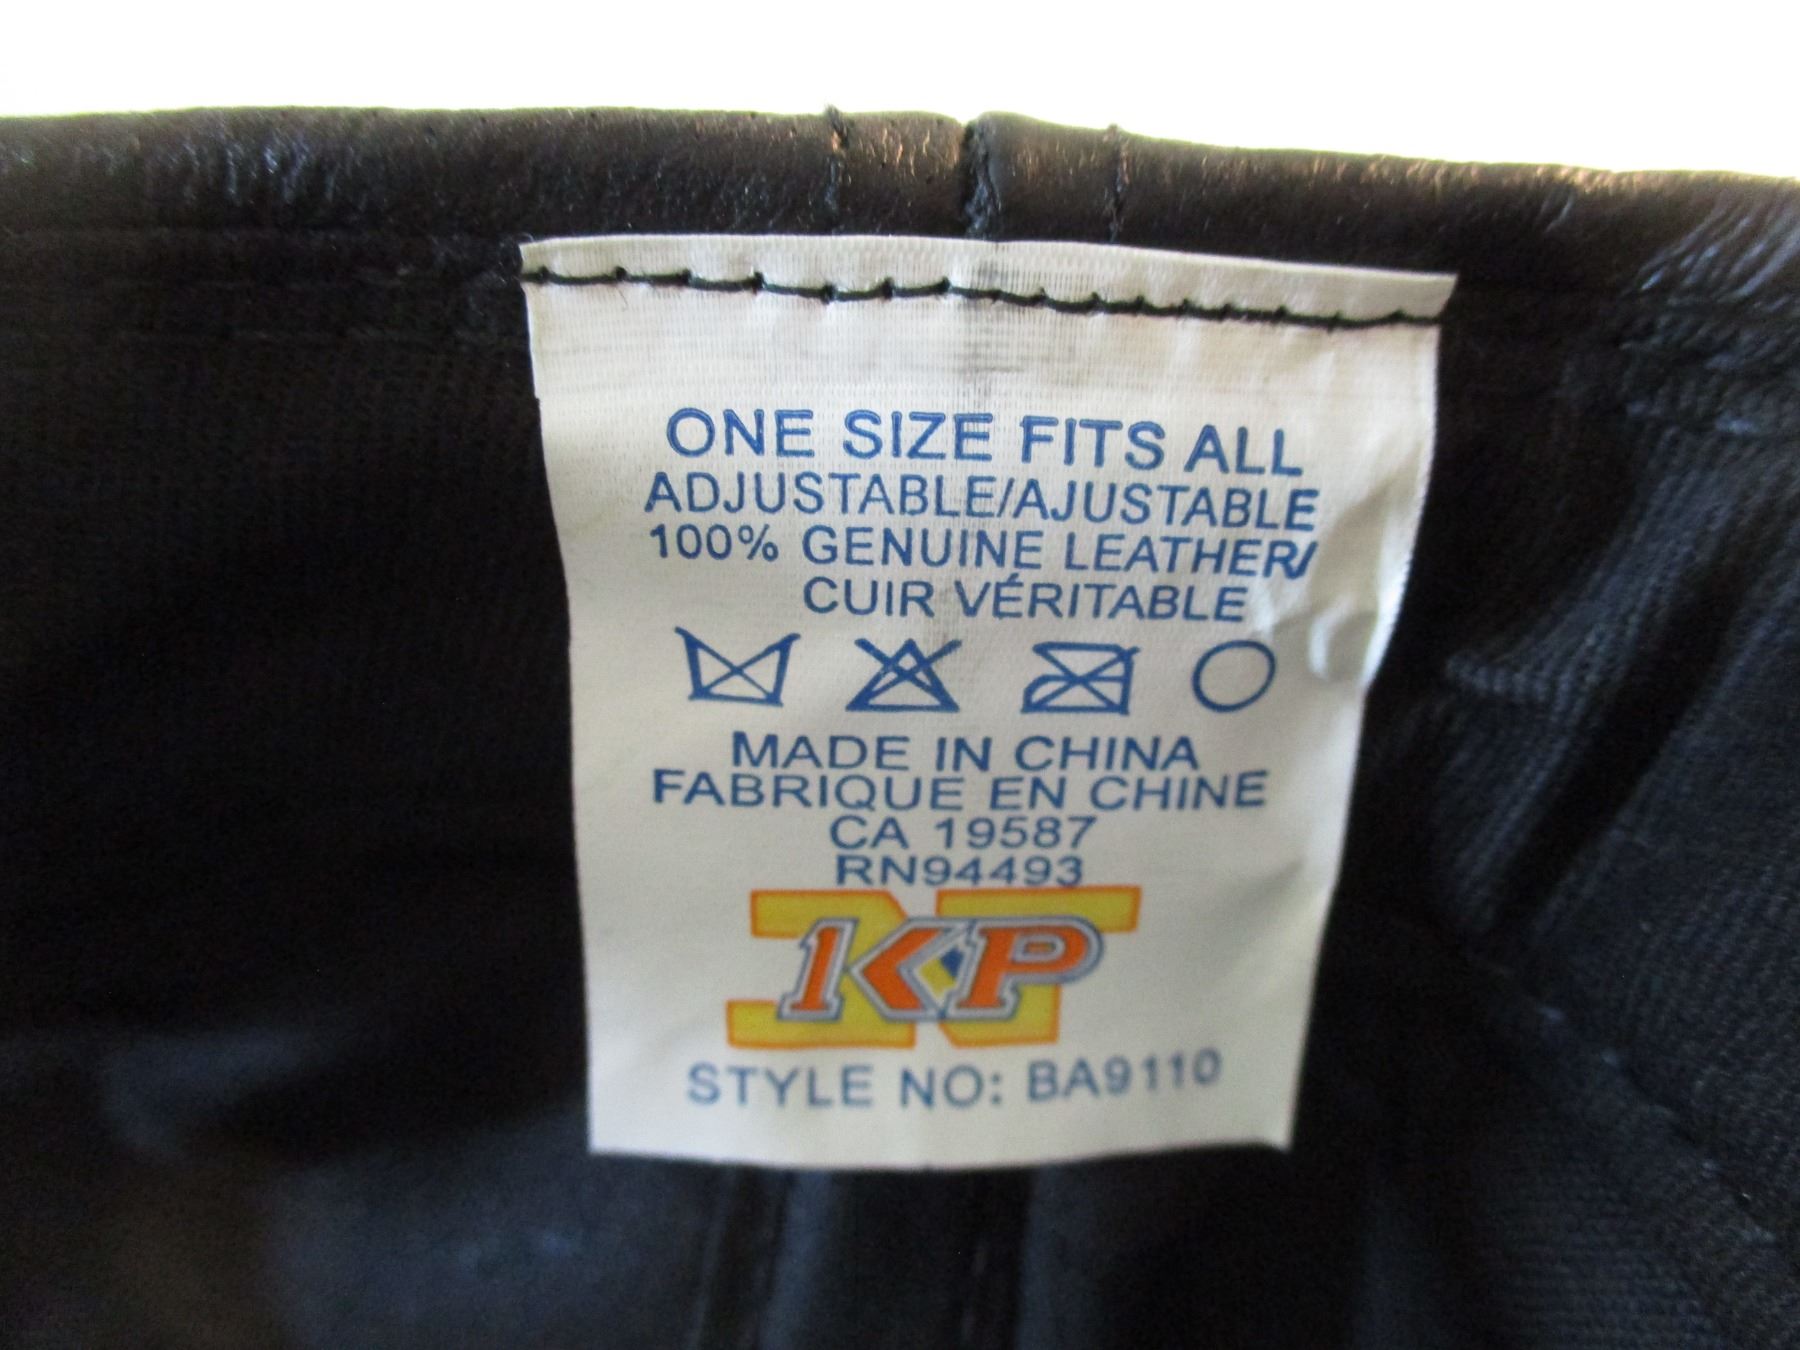 ONE SIZE FITS ALL
ADJUSTABLE/AJUSTABLE
100% GENUINE LEATHER/
CUIR VÉRITABLE
MADE IN CHINA
FABRIQUE EN CHINE
CA 19587
RN94493
KP
STYLE NO: BA9110